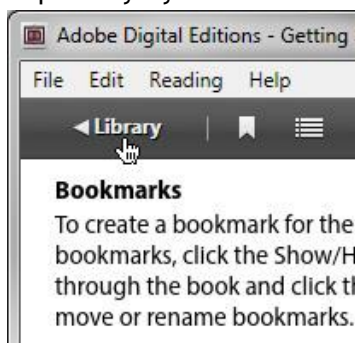 Adobe Digital Editions - Getting
File Edit Reading Help
Library
Bookmarks
To create a bookmark for the
bookmarks, click the Show/H
through the book and click th
move or rename bookmarks.